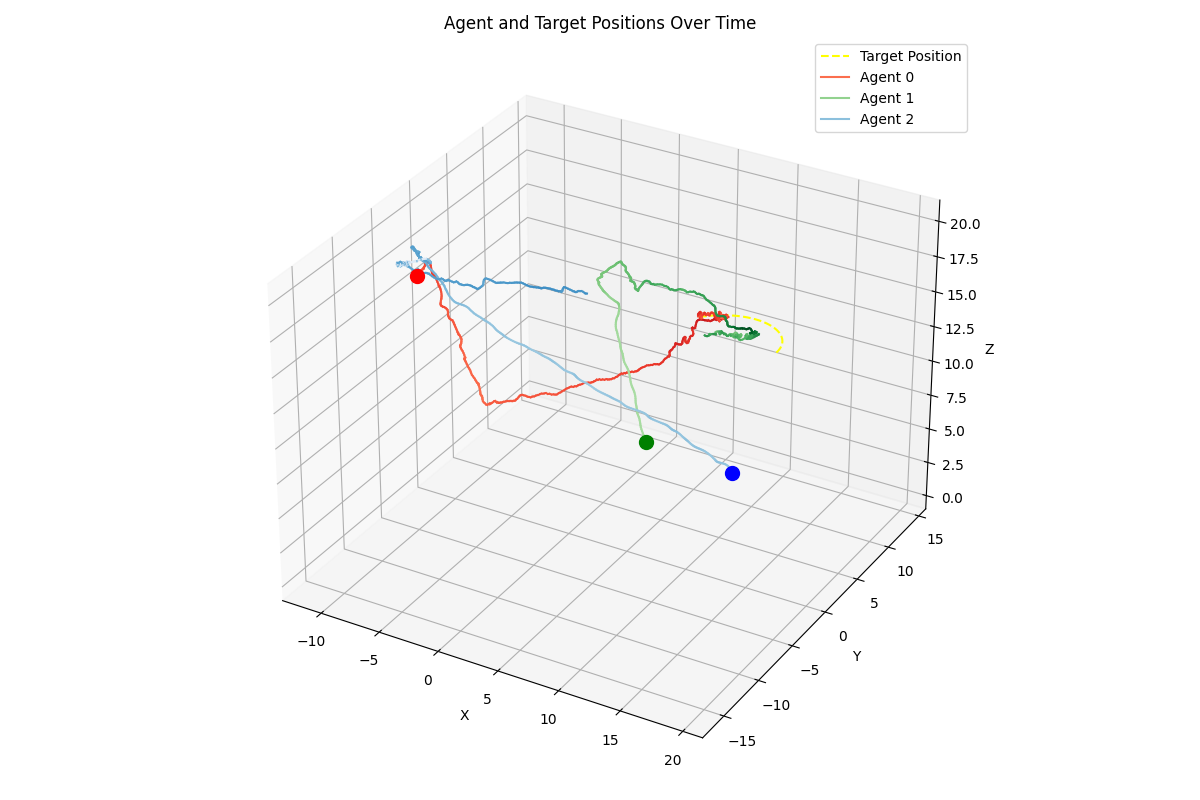 Agent and Target Positions Over Time
Target Position
Agent 0
Agent 1
Agent 2
20.0
17.5
15.0
12.5
10.0
7.5
5.0
2.5
0.0
Z
15
10
5
0
−5
−10
−15
Y
−10
−5
0
5
10
15
20
X